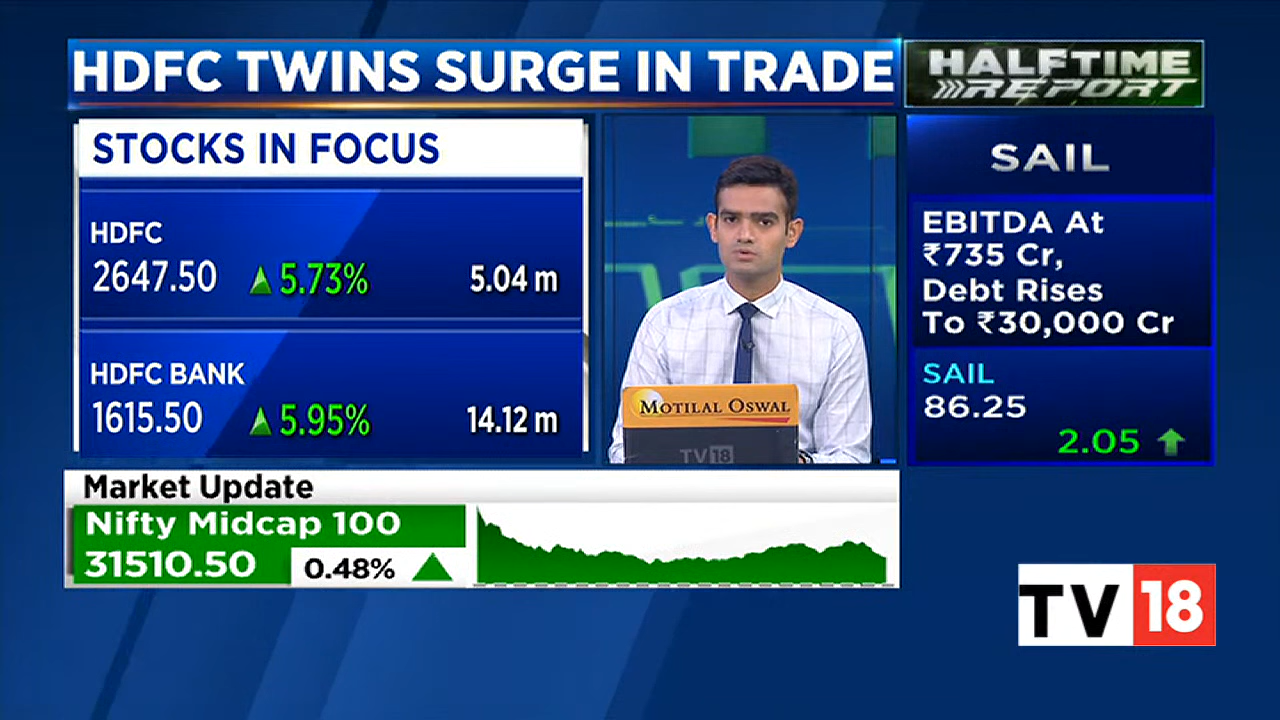 HDFC TWINS SURGE IN TRADE
HALFTIME
REPORT
STOCKS IN FOCUS
HDFC
2647.50 ▲ 5.73% 5.04 m
HDFC BANK
1615.50 ▲ 5.95% 14.12 m
MOTILAL OSWAL
TV18
SAIL
EBITDA At
₹735 Cr,
Debt Rises
To ₹30,000 Cr
SAIL
86.25
2.05
Market Update
Nifty Midcap 100
31510.50 0.48%
TV18